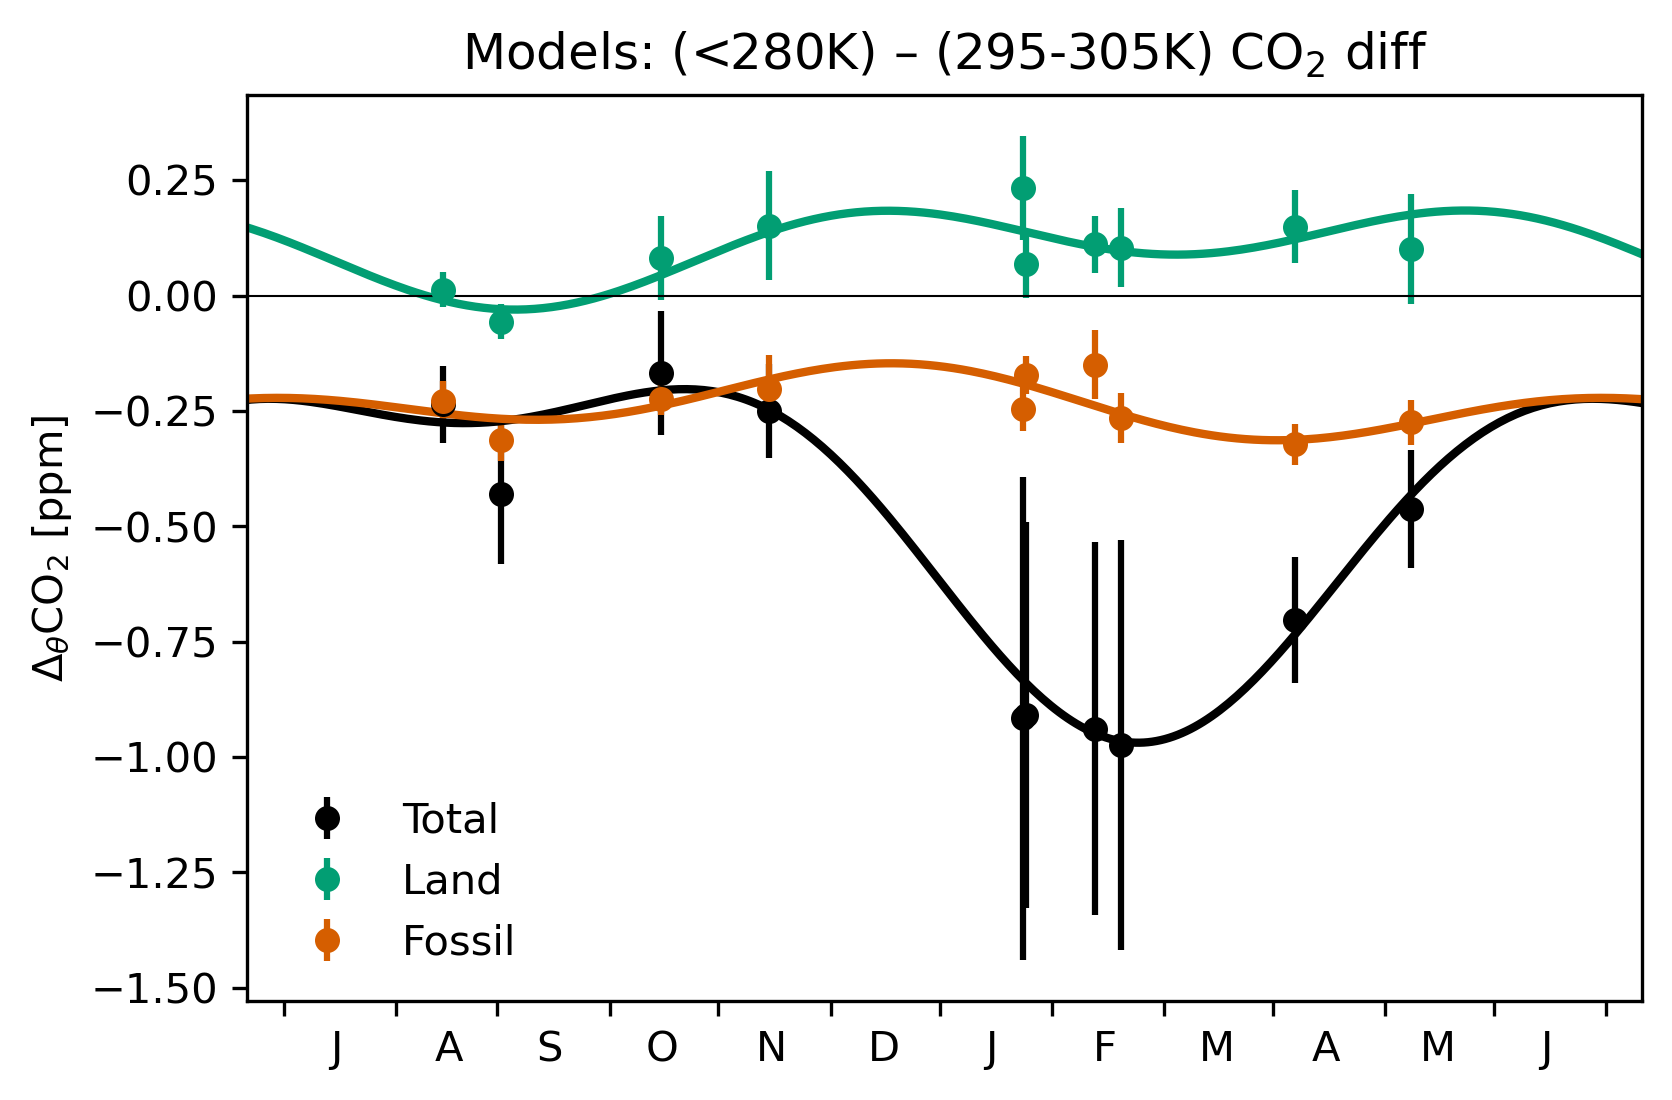 Models: (<280K) – (295-305K) CO₂ diff
0.25
0.00
−0.25
−0.50
−0.75
−1.00
−1.25
−1.50
Δ_θCO₂ [ppm]
Total
Land
Fossil
J A S O N D J F M A M J